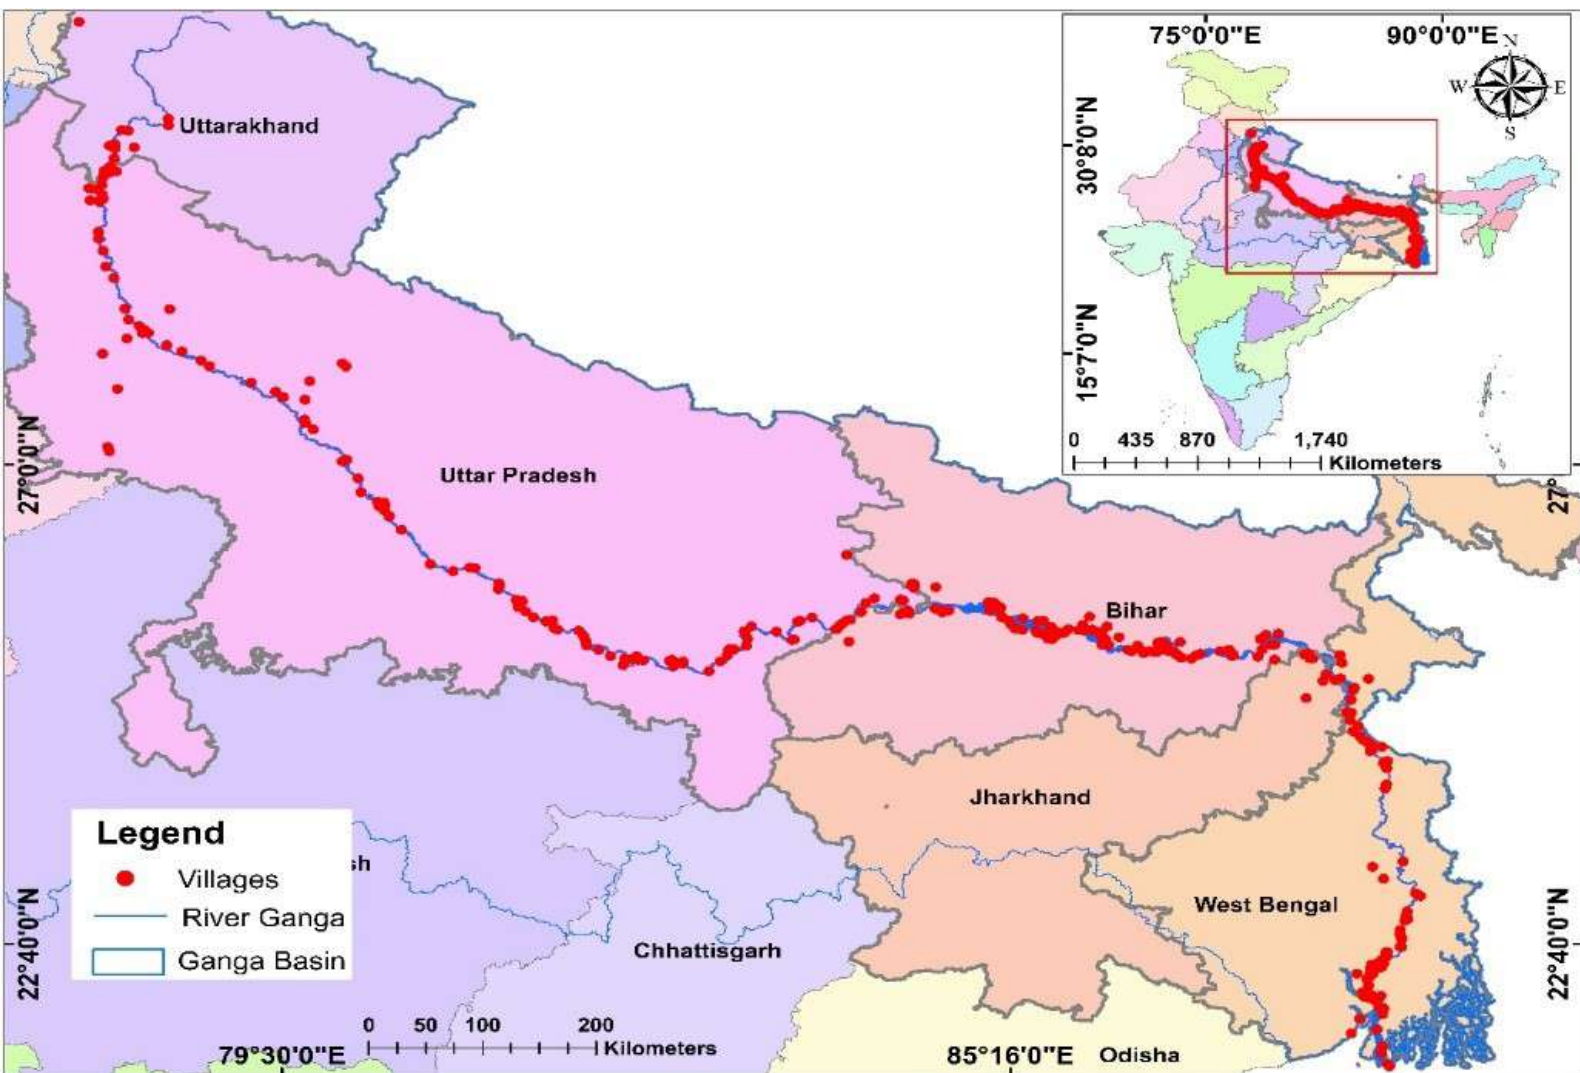 75°0'0"E
90°0'0"E
N
W
E
S
30°8'0"N
15°7'0"N
0 435 870 1,740
Kilometers
Uttarakhand
27°0'0"N
Uttar Pradesh
27°
Bihar
Jharkhand
West Bengal
Chhattisgarh
Odisha
sh
Legend
Villages
River Ganga
Ganga Basin
22°40'0"N
22°40'0"N
0 50 100 200
Kilometers
79°30'0"E
85°16'0"E